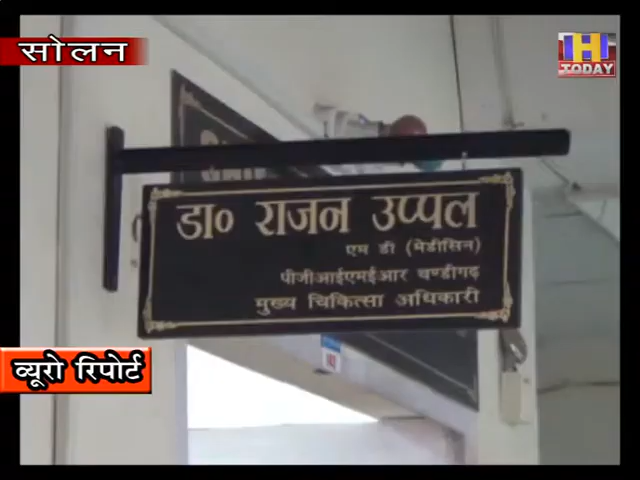 सोलन
H
TODAY
डा० राजन उप्पल
एम डी (मेडीसिन)
पीजीआईएमईआर चण्डीगढ़
मुख्य चिकित्सा अधिकारी
व्यूरो रिपोर्ट